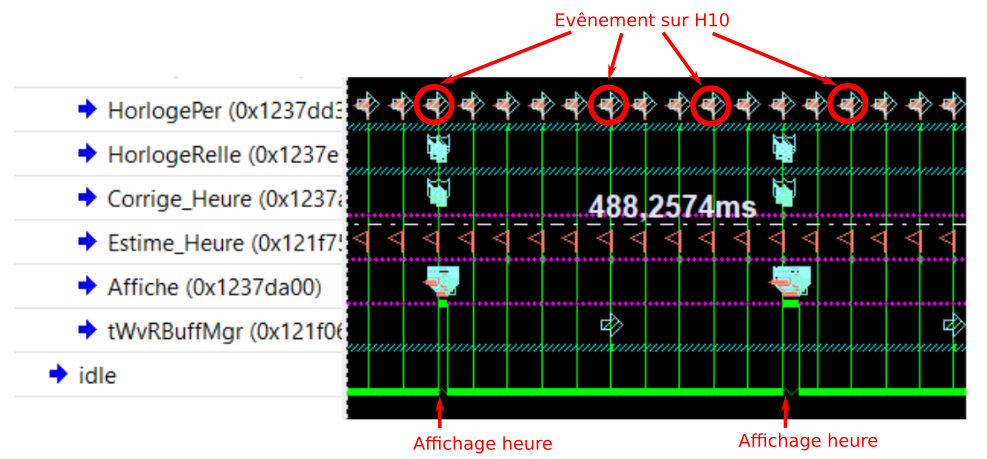 Evênement sur H10
HorlogePer (0x1237dd3
HorlogeRelle (0x1237e
Corrige_Heure (0x1237a
488,2574ms
Estime_Heure (0x121f75
Affiche (0x1237da00)
tWvRBuffMgr (0x121f06
idle
Affichage heure
Affichage heure